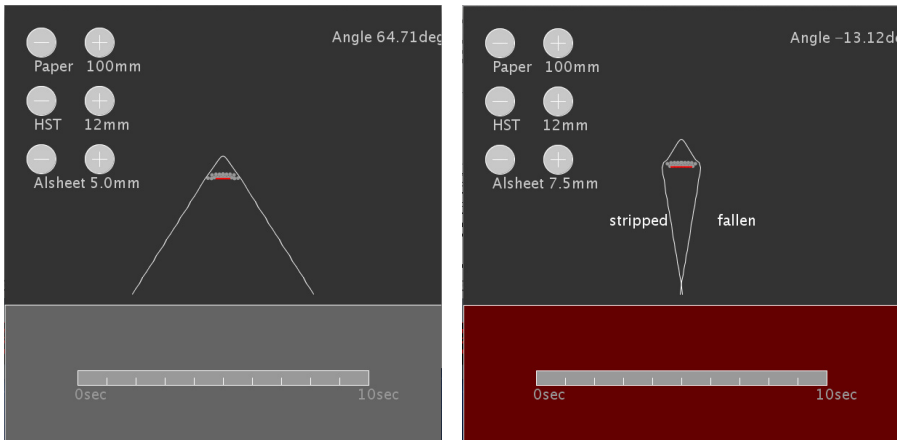 Angle 64.71deg
Paper 100mm
HST 12mm
Alsheet 5.0mm
0sec 10sec
Angle −13.12de
Paper 100mm
HST 12mm
Alsheet 7.5mm
stripped fallen
0sec 10sec